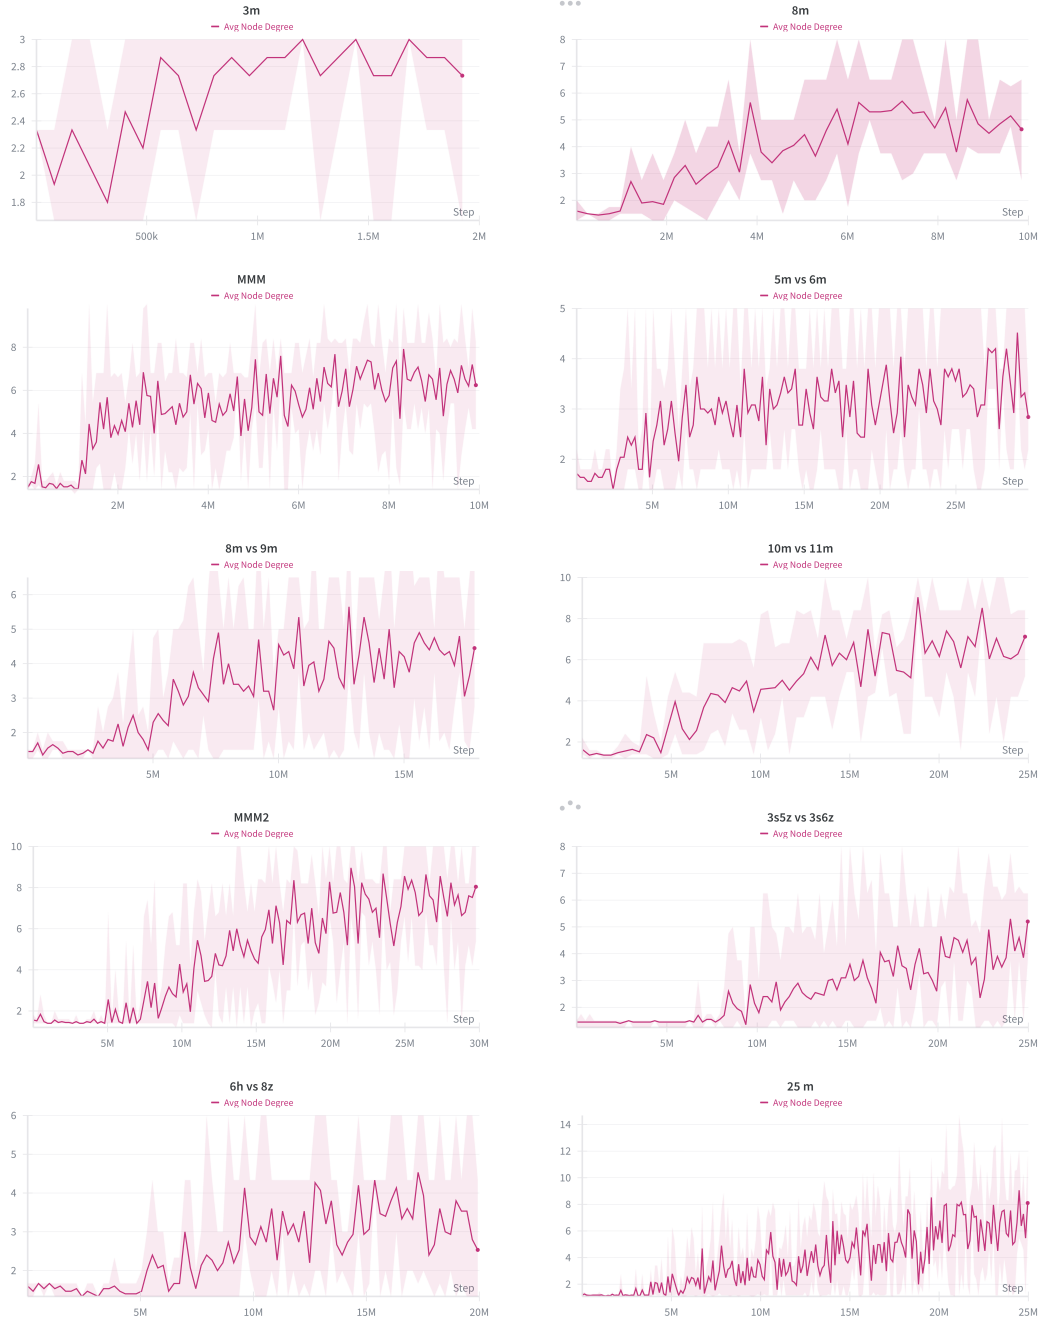 3m
Avg Node Degree
3
2.8
2.6
2.4
2.2
2
1.8
Step
500k 1M 1.5M 2M
8m
Avg Node Degree
8
7
6
5
4
3
2
Step
2M 4M 6M 8M 10M
MMM
Avg Node Degree
8
6
4
2
Step
2M 4M 6M 8M 10M
5m vs 6m
Avg Node Degree
5
4
3
2
Step
5M 10M 15M 20M 25M
8m vs 9m
Avg Node Degree
6
5
4
3
2
Step
5M 10M 15M
10m vs 11m
Avg Node Degree
10
8
6
4
2
Step
5M 10M 15M 20M 25M
MMM2
Avg Node Degree
10
8
6
4
2
Step
5M 10M 15M 20M 25M 30M
3s5z vs 3s6z
Avg Node Degree
8
7
6
5
4
3
2
Step
5M 10M 15M 20M 25M
6h vs 8z
Avg Node Degree
6
5
4
3
2
Step
5M 10M 15M 20M
25 m
Avg Node Degree
14
12
10
8
6
4
2
Step
5M 10M 15M 20M 25M